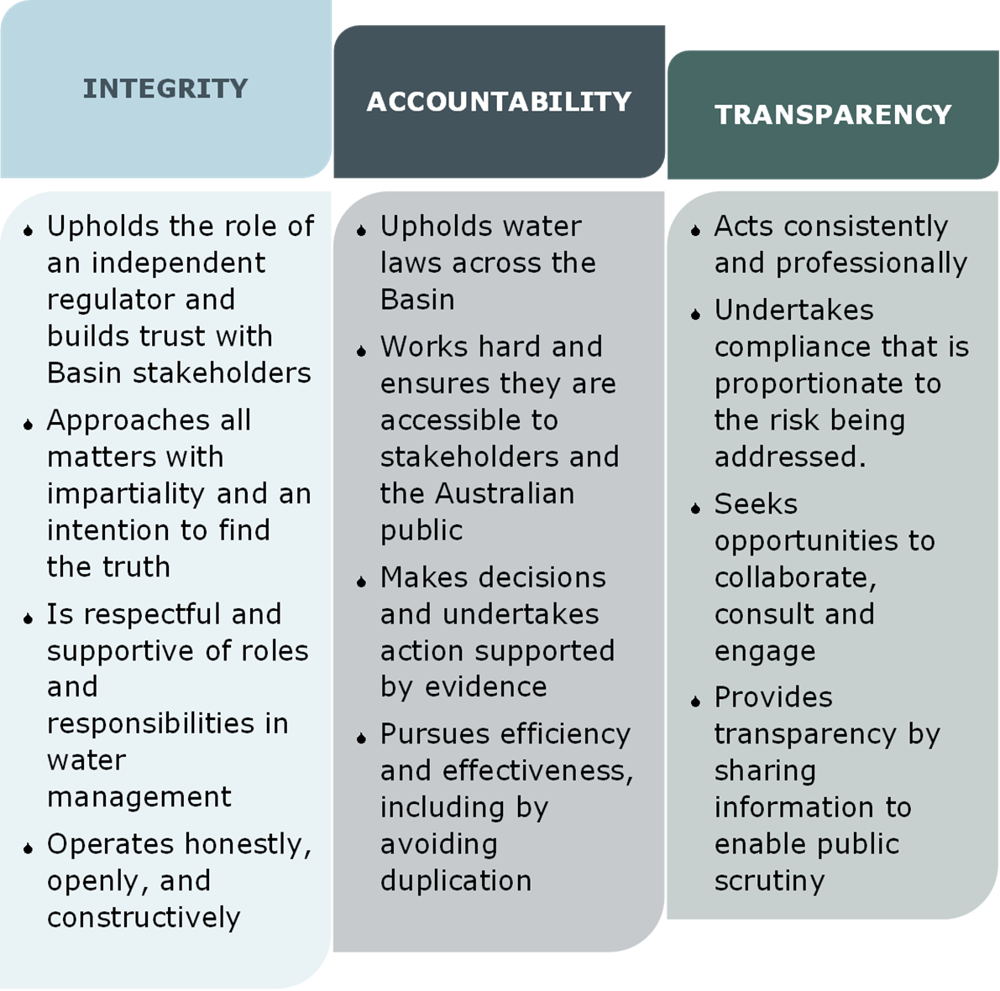 INTEGRITY
Upholds the role of
an independent
regulator and
builds trust with
Basin stakeholders
Approaches all
matters with
impartiality and an
intention to find
the truth
Is respectful and
supportive of roles
and
responsibilities in
water
management
Operates honestly,
openly, and
constructively
ACCOUNTABILITY
Upholds water
laws across the
Basin
Works hard and
ensures they are
accessible to
stakeholders and
the Australian
public
Makes decisions
and undertakes
action supported
by evidence
Pursues efficiency
and effectiveness,
including by
avoiding
duplication
TRANSPARENCY
Acts consistently
and professionally
Undertakes
compliance that is
proportionate to
the risk being
addressed.
Seeks
opportunities to
collaborate,
consult and
engage
Provides
transparency by
sharing
information to
enable public
scrutiny